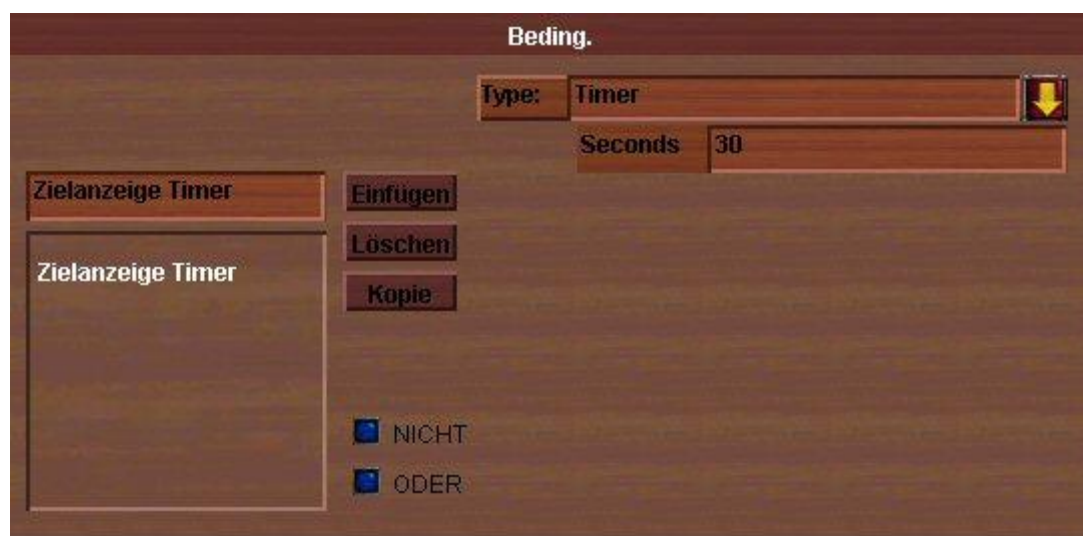 Beding.
Type: Timer
Seconds 30
Zielanzeige Timer Einfügen
Löschen
Zielanzeige Timer
Kopie
NICHT
ODER